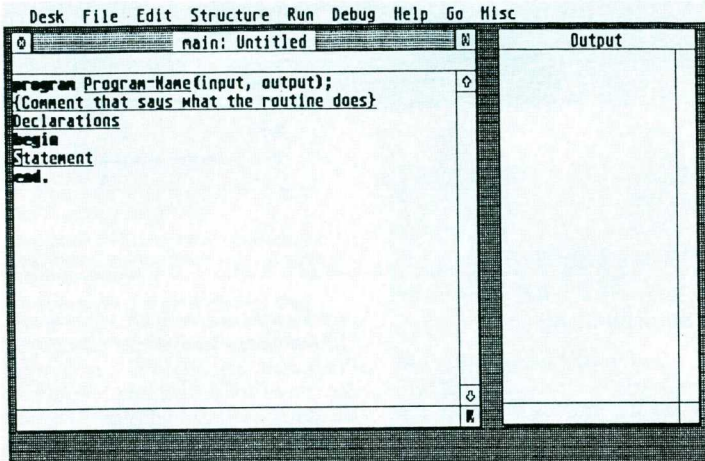 Desk File Edit Structure Run Debug Help Go Misc
main: Untitled
Output
program Program-Name(input, output);
{Comment that says what the routine does}
Declarations
begin
Statement
end.